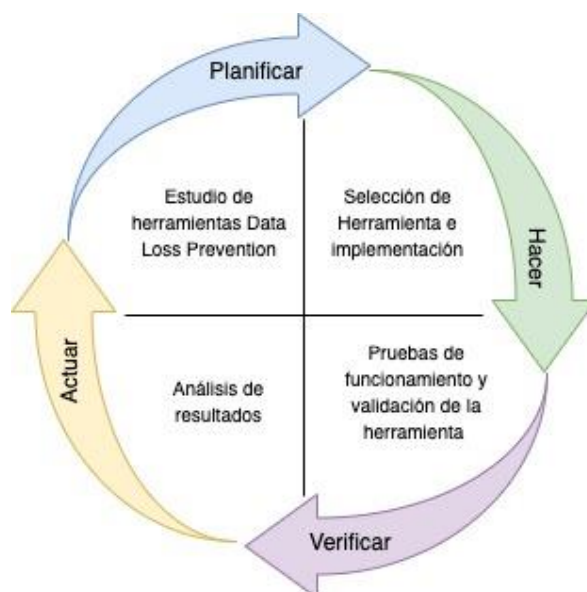 Planificar
Estudio de
herramientas Data
Loss Prevention
Selección de
Herramienta e
implementación
Hacer
Actuar
Análisis de
resultados
Pruebas de
funcionamiento y
validación de la
herramienta
Verificar